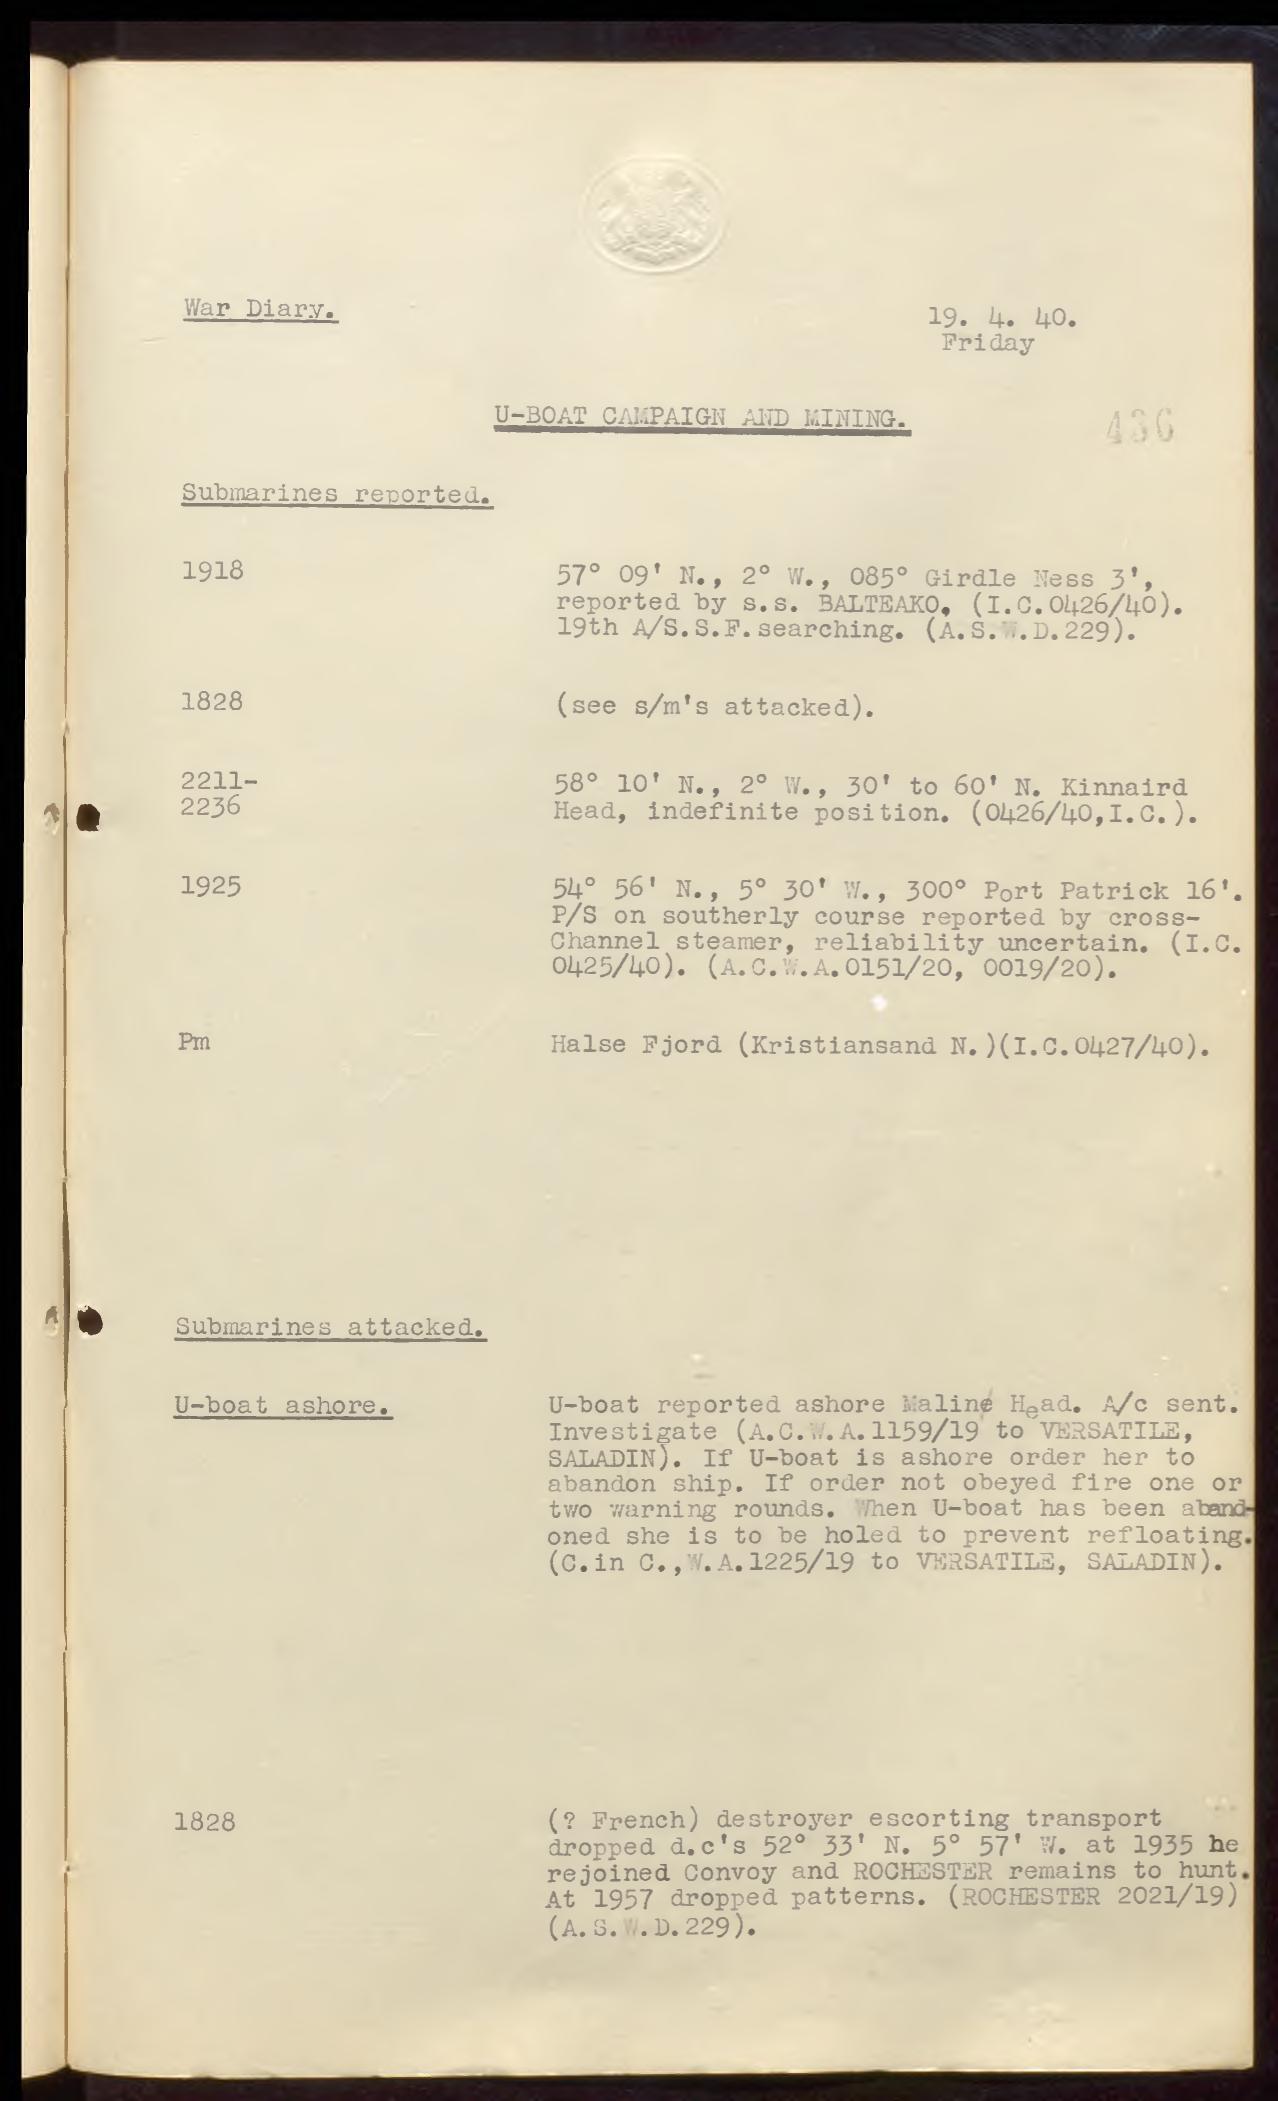 War Diary.
19. 4. 40.
Friday
U-BOAT CAMPAIGN AND MINING.
436
Submarines reported.
1918
57° 09' N., 2° W., 085° Girdle Ness 3',
reported by s.s. BALTEAKO. (I.C.0426/40).
19th A/S.S.F.searching. (A.S.W.D.229).
1828
(see s/m's attacked).
2211-
2236
58° 10' N., 2° W., 30' to 60' N. Kinnaird
Head, indefinite position. (0426/40,I.C.).
1925
54° 56' N., 5° 30' W., 300° Port Patrick 16'.
P/S on southerly course reported by cross-
Channel steamer, reliability uncertain. (I.C.
0425/40). (A.C.W.A.0151/20, 0019/20).
Pm
Halse Fjord (Kristiansand N.)(I.C.0427/40).
Submarines attacked.
U-boat ashore.
U-boat reported ashore Malin Head. A/c sent.
Investigate (A.C.W.A.1159/19 to VERSATILE,
SALADIN). If U-boat is ashore order her to
abandon ship. If order not obeyed fire one or
two warning rounds. When U-boat has been aband-
oned she is to be holed to prevent refloating.
(C.in C.,W.A.1225/19 to VERSATILE, SALADIN).
1828
(? French) destroyer escorting transport
dropped d.c's 52° 33' N. 5° 57' W. at 1935 he
rejoined Convoy and ROCHESTER remains to hunt.
At 1957 dropped patterns. (ROCHESTER 2021/19)
(A.S.W.D.229).